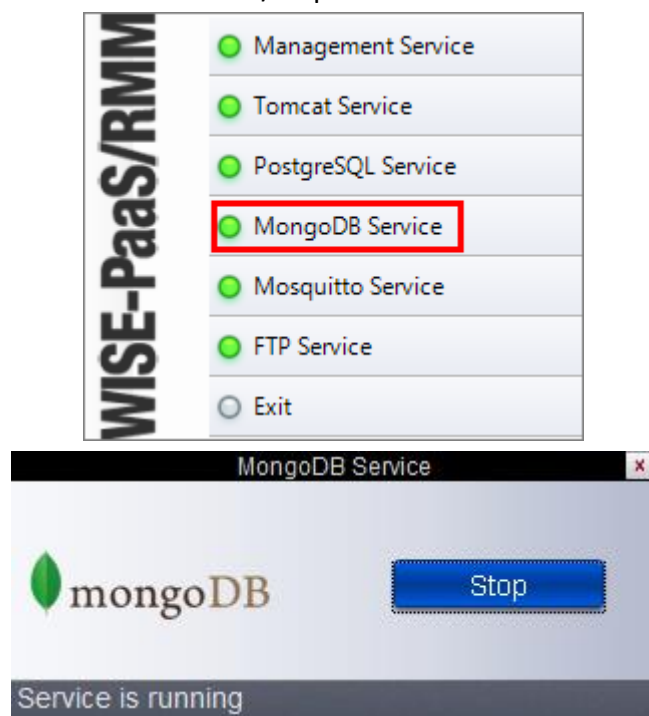 WISE-PaaS/RMM
Management Service
Tomcat Service
PostgreSQL Service
MongoDB Service
Mosquitto Service
FTP Service
Exit
MongoDB Service
x
mongoDB
Stop
Service is running